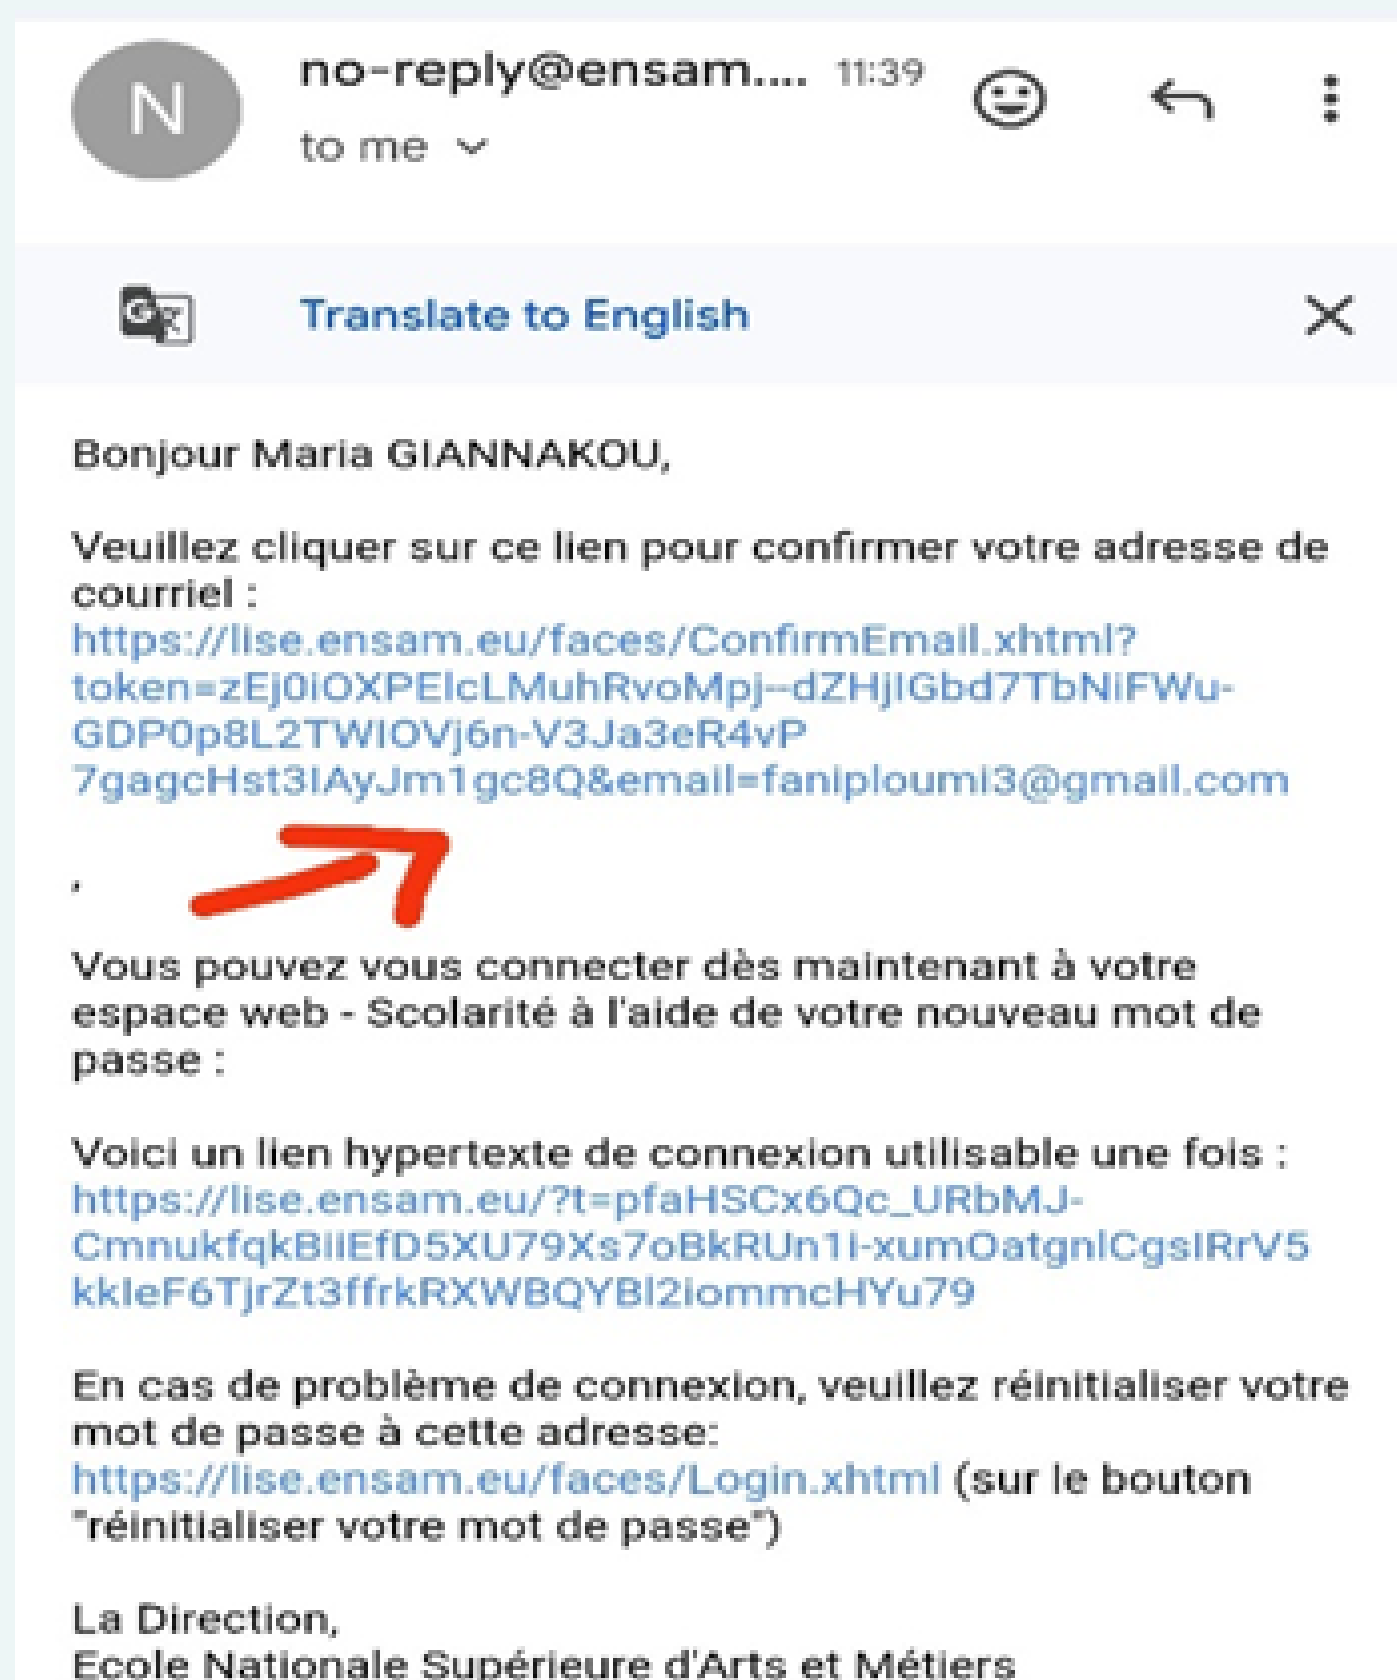 N
no-reply@ensam.... 11:39
to me
Translate to English
Bonjour Maria GIANNAKOU,
Veuillez cliquer sur ce lien pour confirmer votre adresse de
courriel :
https://lise.ensam.eu/faces/ConfirmEmail.xhtml?
token=zEj0iOXPElcLMuhRvoMpj--dZHjIGbd7TbNiFWu-
GDP0p8L2TWIOVj6n-V3Ja3eR4vP
7gagcHst3IAyJm1gc8Q&email=faniploumi3@gmail.com
,
Vous pouvez vous connecter dès maintenant à votre
espace web - Scolarité à l'aide de votre nouveau mot de
passe :
Voici un lien hypertexte de connexion utilisable une fois :
https://lise.ensam.eu/?t=pfaHSCx6Qc_URbMJ-
CmnukfqkBiiEfD5XU79Xs7oBkRUn1i-xumOatgnlCgsIRrV5
kkIeF6TjrZt3ffrkRXWBQYBl2iommcHYu79
En cas de problème de connexion, veuillez réinitialiser votre
mot de passe à cette adresse:
https://lise.ensam.eu/faces/Login.xhtml (sur le bouton
"réinitialiser votre mot de passe")
La Direction,
Ecole Nationale Supérieure d'Arts et Métiers